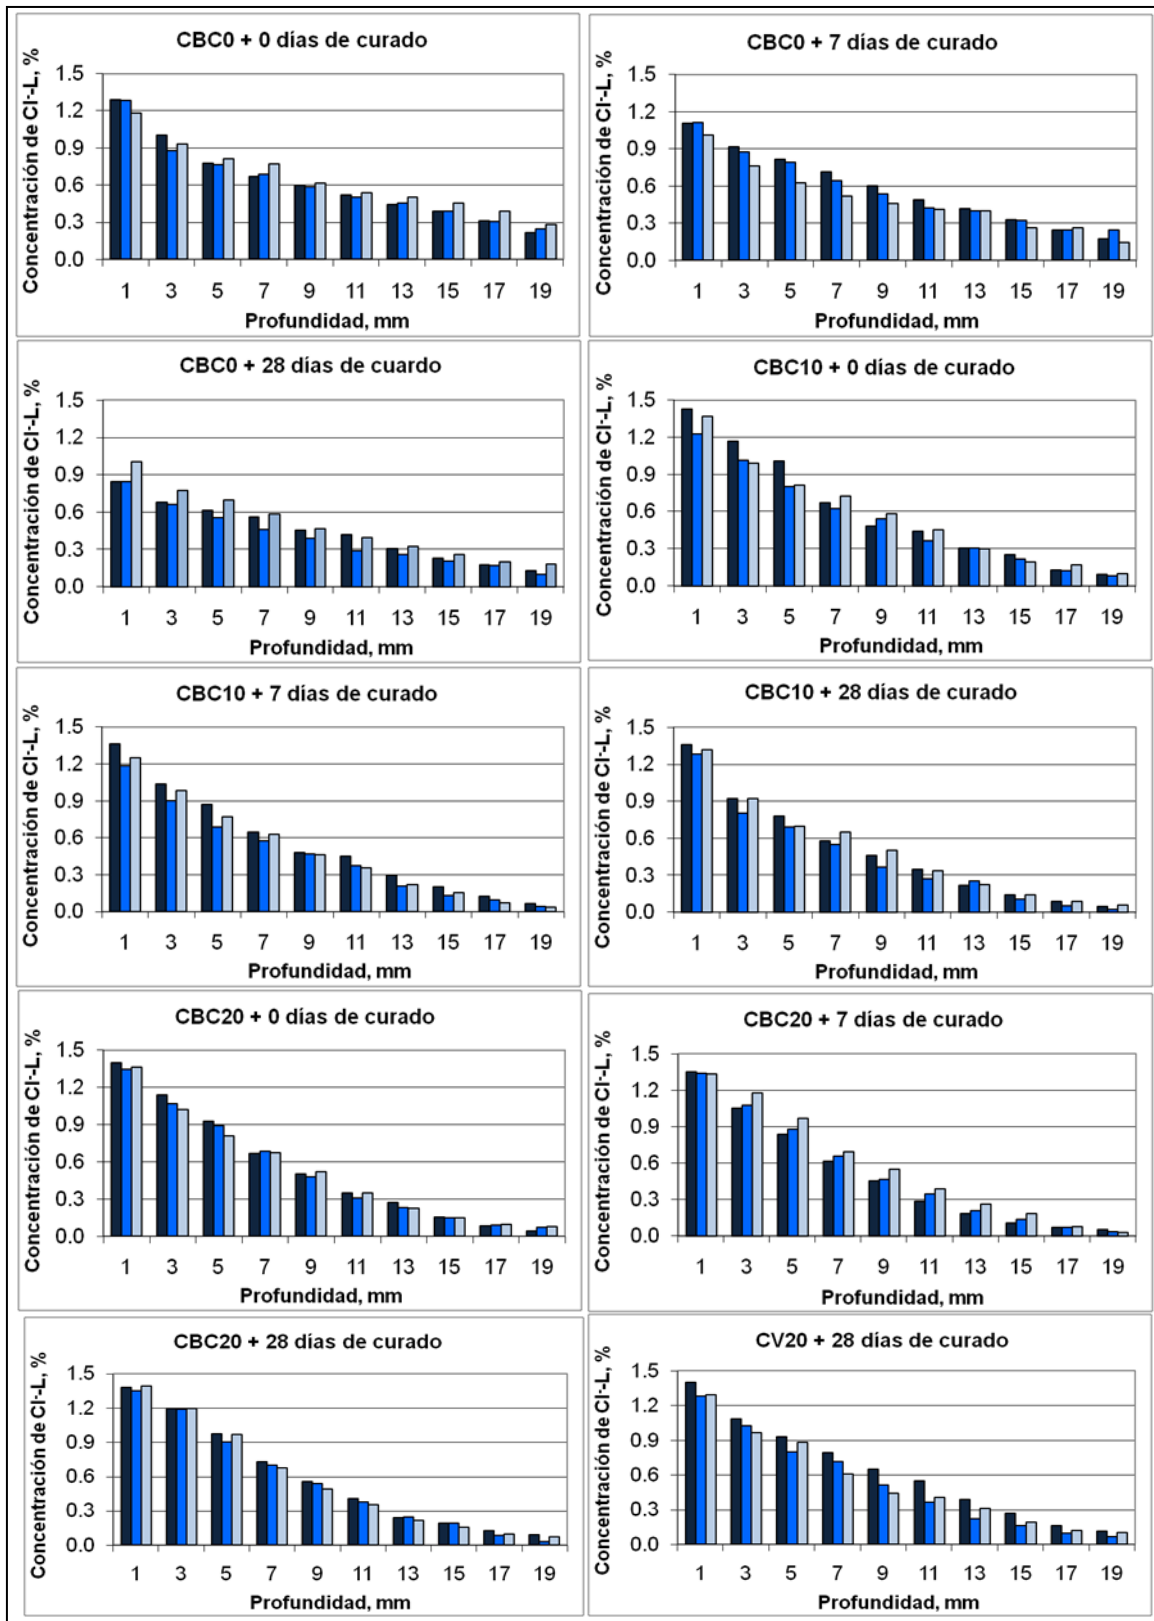 CBC0 + 0 días de curado
Concentración de Cl⁻-L, %
1.5
1.2
0.9
0.6
0.3
0.0
1 3 5 7 9 11 13 15 17 19
Profundidad, mm
CBC0 + 7 días de curado
Concentración de Cl⁻-L, %
1.5
1.2
0.9
0.6
0.3
0.0
1 3 5 7 9 11 13 15 17 19
Profundidad, mm
CBC0 + 28 días de cuardo
Concentración de Cl⁻-L, %
1.5
1.2
0.9
0.6
0.3
0.0
1 3 5 7 9 11 13 15 17 19
Profundidad, mm
CBC10 + 0 días de curado
Concentración de Cl⁻-L, %
1.5
1.2
0.9
0.6
0.3
0.0
1 3 5 7 9 11 13 15 17 19
Profundidad, mm
CBC10 + 7 días de curado
Concentración de Cl⁻-L, %
1.5
1.2
0.9
0.6
0.3
0.0
1 3 5 7 9 11 13 15 17 19
Profundidad, mm
CBC10 + 28 días de curado
Concentración de Cl⁻-L, %
1.5
1.2
0.9
0.6
0.3
0.0
1 3 5 7 9 11 13 15 17 19
Profundidad, mm
CBC20 + 0 días de curado
Concentración de Cl⁻-L, %
1.5
1.2
0.9
0.6
0.3
0.0
1 3 5 7 9 11 13 15 17 19
Profundidad, mm
CBC20 + 7 días de curado
Concentración de Cl⁻-L, %
1.5
1.2
0.9
0.6
0.3
0.0
1 3 5 7 9 11 13 15 17 19
Profundidad, mm
CBC20 + 28 días de curado
Concentración de Cl⁻-L, %
1.5
1.2
0.9
0.6
0.3
0.0
1 3 5 7 9 11 13 15 17 19
Profundidad, mm
CV20 + 28 días de curado
Concentración de Cl⁻-L, %
1.5
1.2
0.9
0.6
0.3
0.0
1 3 5 7 9 11 13 15 17 19
Profundidad, mm